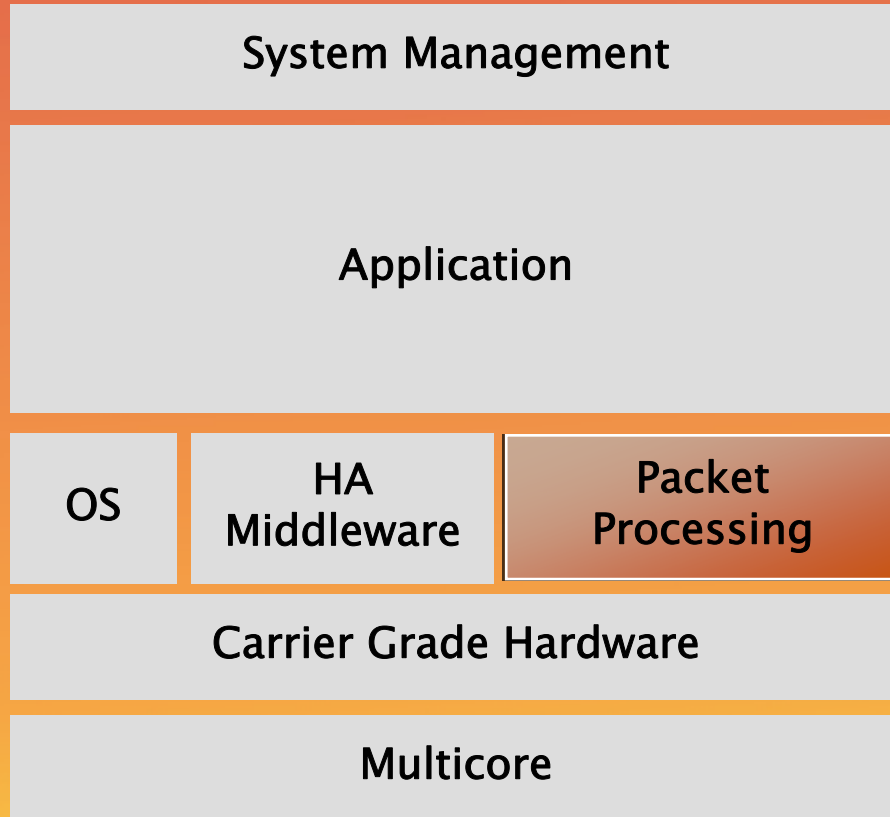 System Management
Application
OS
HA
Middleware
Packet
Processing
Carrier Grade Hardware
Multicore